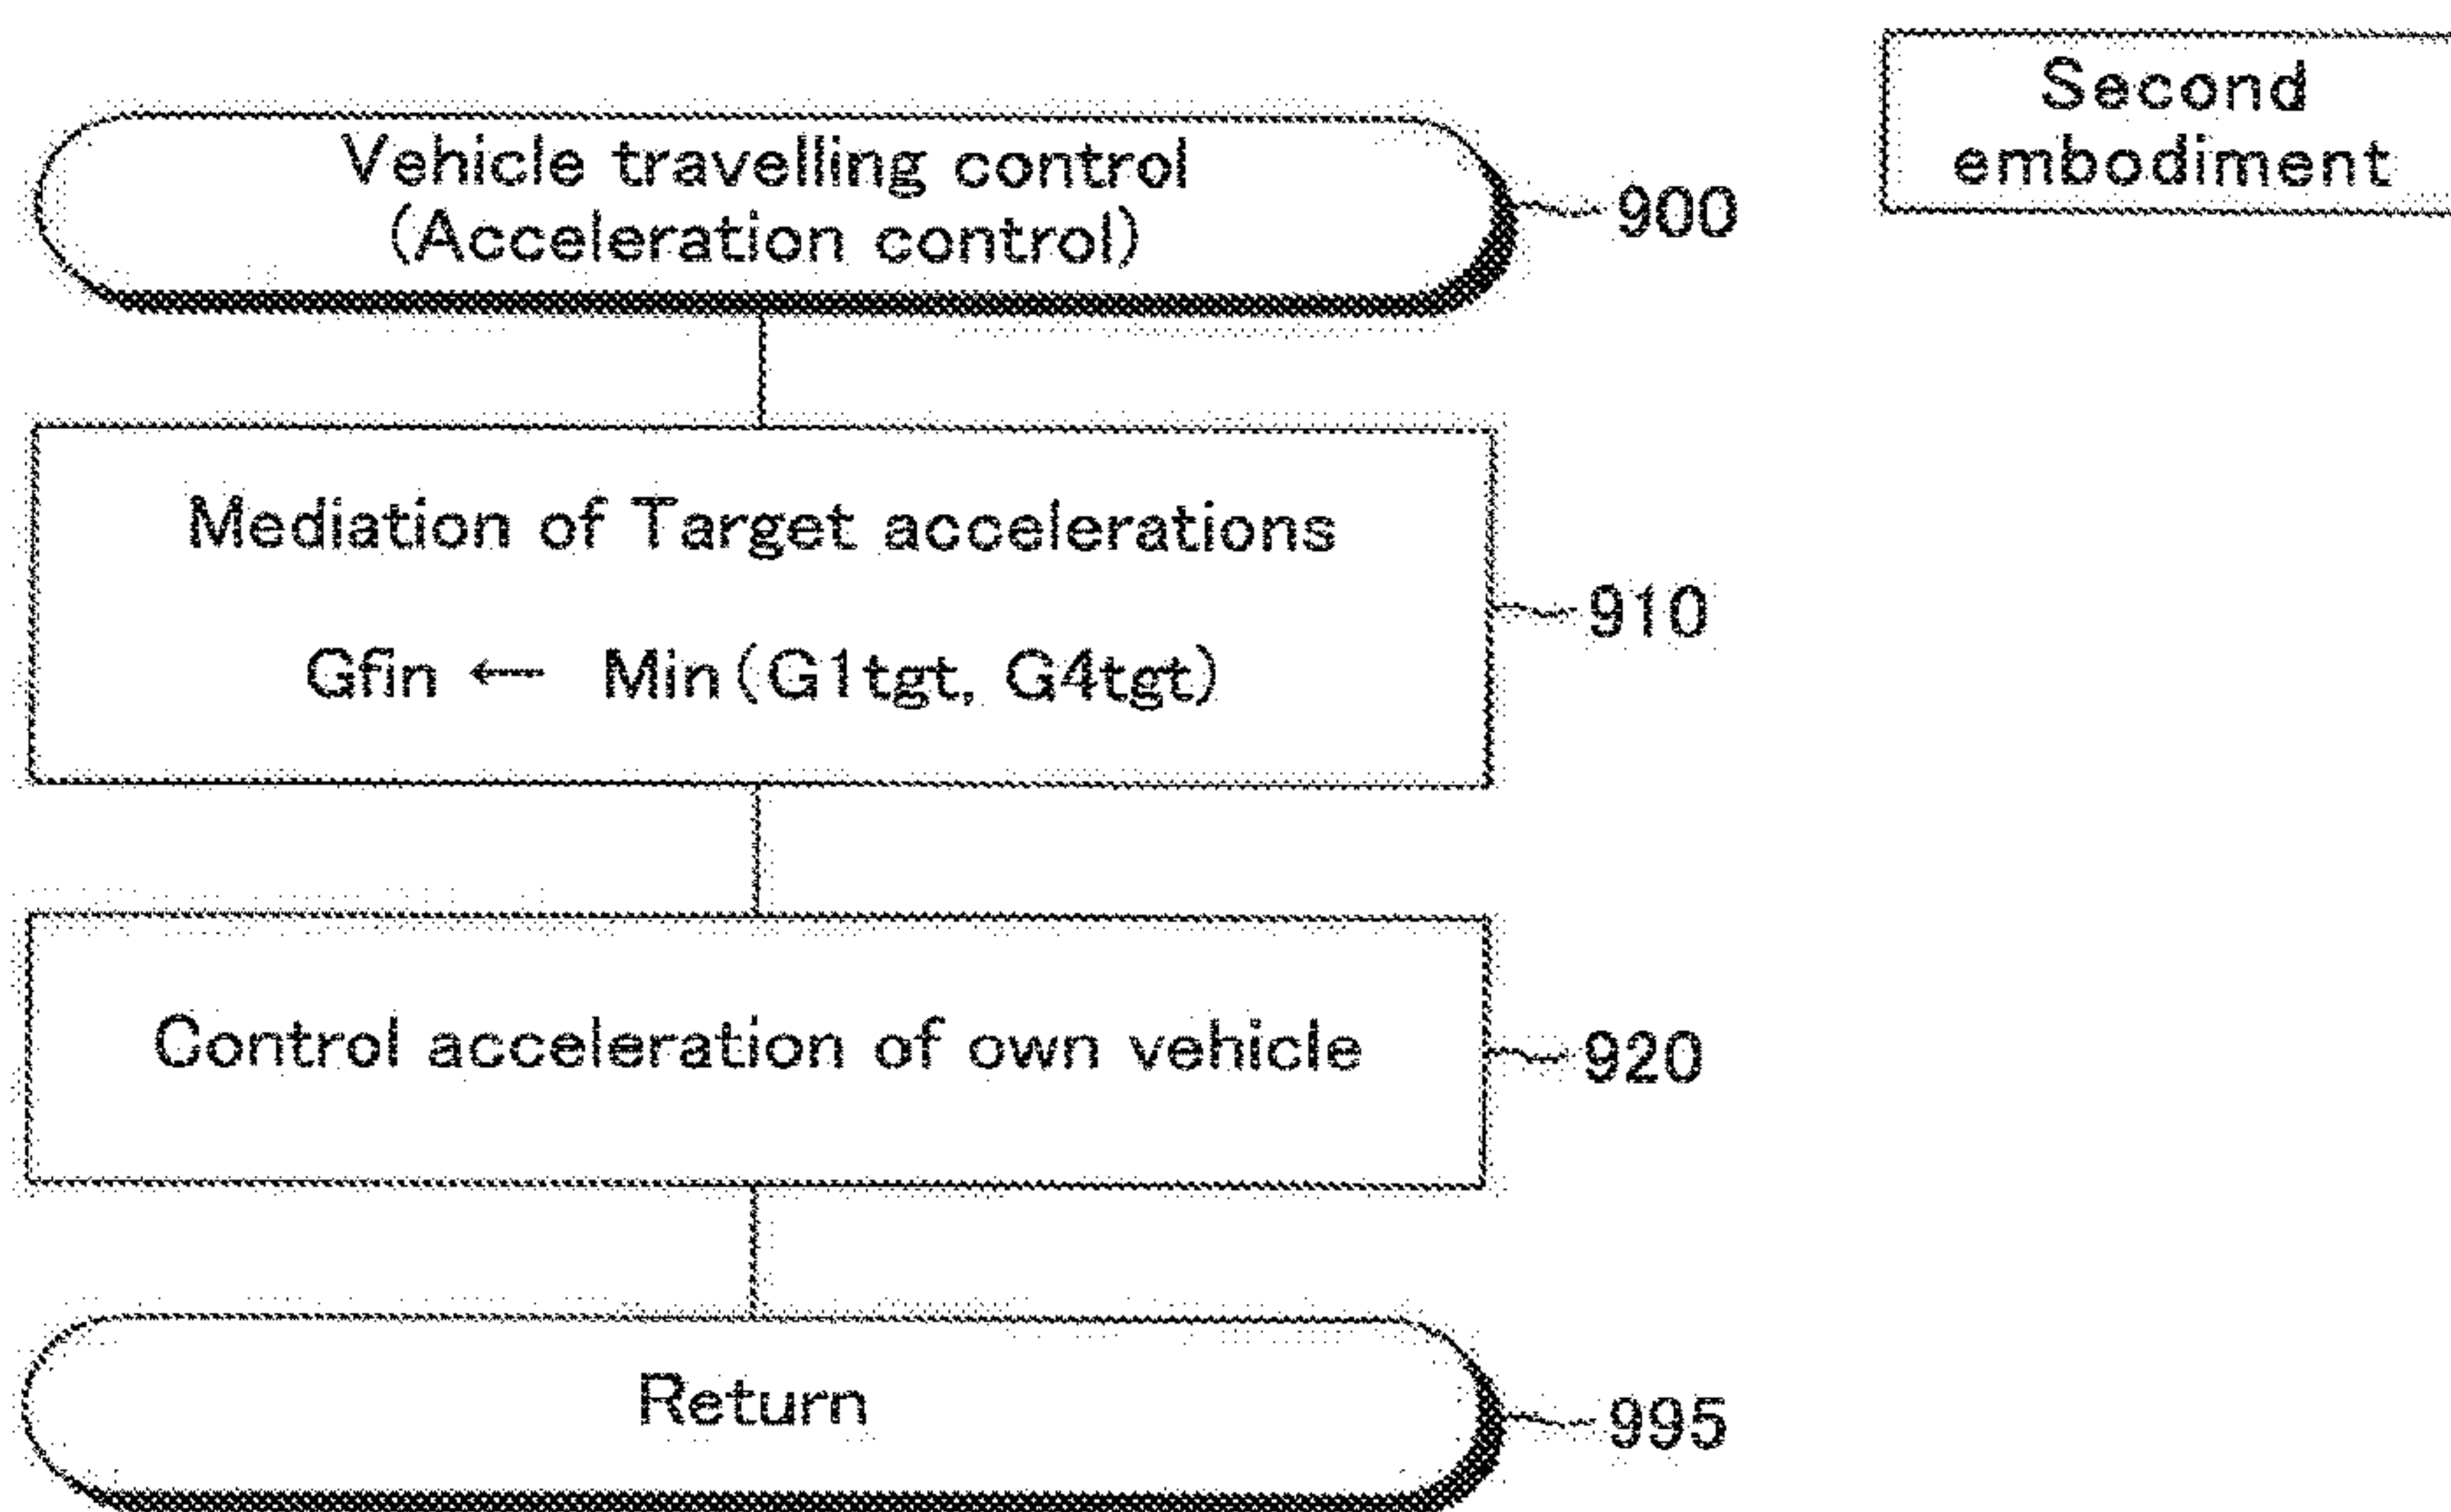 Second
embodiment
Vehicle travelling control
(Acceleration control)
900
Mediation of Target accelerations
Gfin ← Min(G1tgt, G4tgt)
910
Control acceleration of own vehicle
920
Return
995